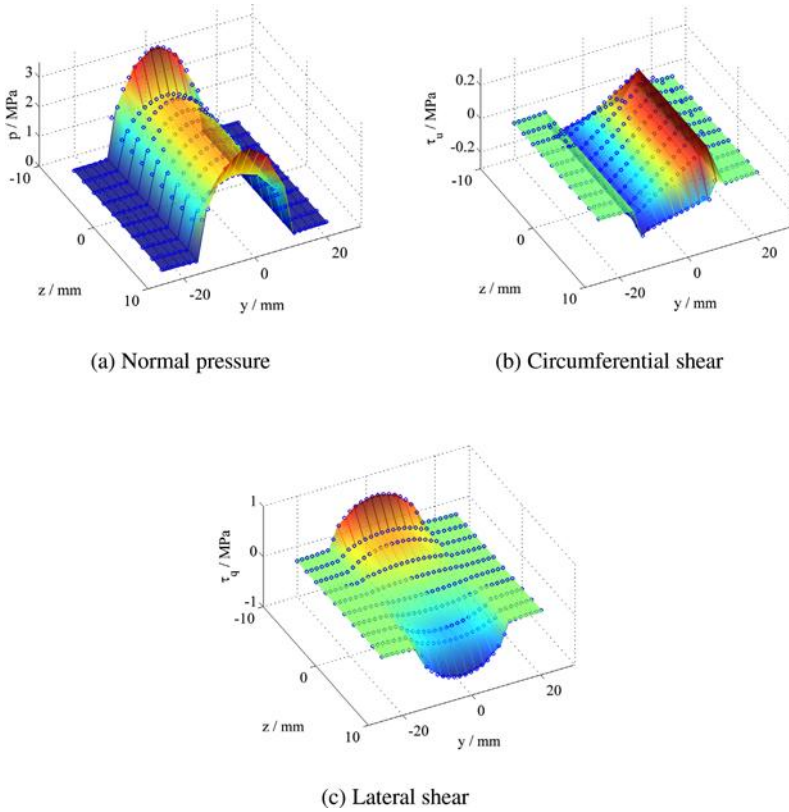 3
2
1
0
-10
0
10
-20
0
20
p / MPa
z / mm
y / mm
(a) Normal pressure
0.2
0
-0.2
-10
0
10
-20
0
20
τu / MPa
z / mm
y / mm
(b) Circumferential shear
1
0
-1
-10
0
10
-20
0
20
τq / MPa
z / mm
y / mm
(c) Lateral shear